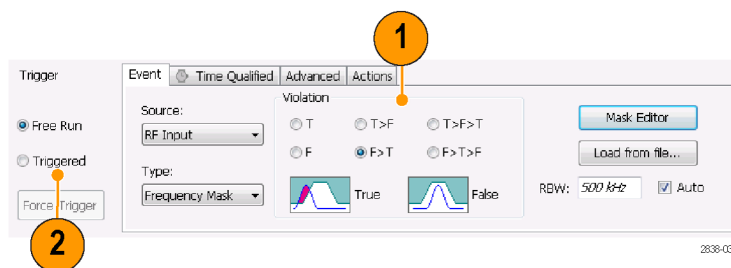 1
Trigger
Event Time Qualified Advanced Actions
Violation
Source:
RF Input
Free Run
T T>F T>F>T
F F>T F>T>F
Mask Editor
Load from file...
Triggered
Type:
Frequency Mask
True False
RBW: 500 kHz Auto
Force Trigger
2
2838-03